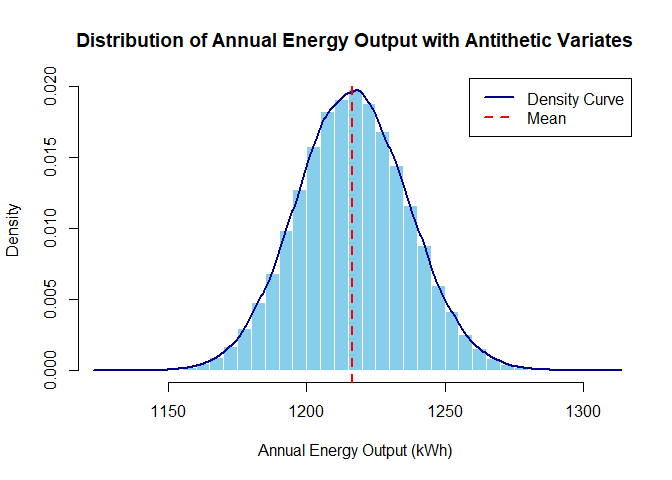 Distribution of Annual Energy Output with Antithetic Variates
Density Curve
Mean
Density
0.020
0.015
0.010
0.005
0.000
1150 1200 1250 1300
Annual Energy Output (kWh)